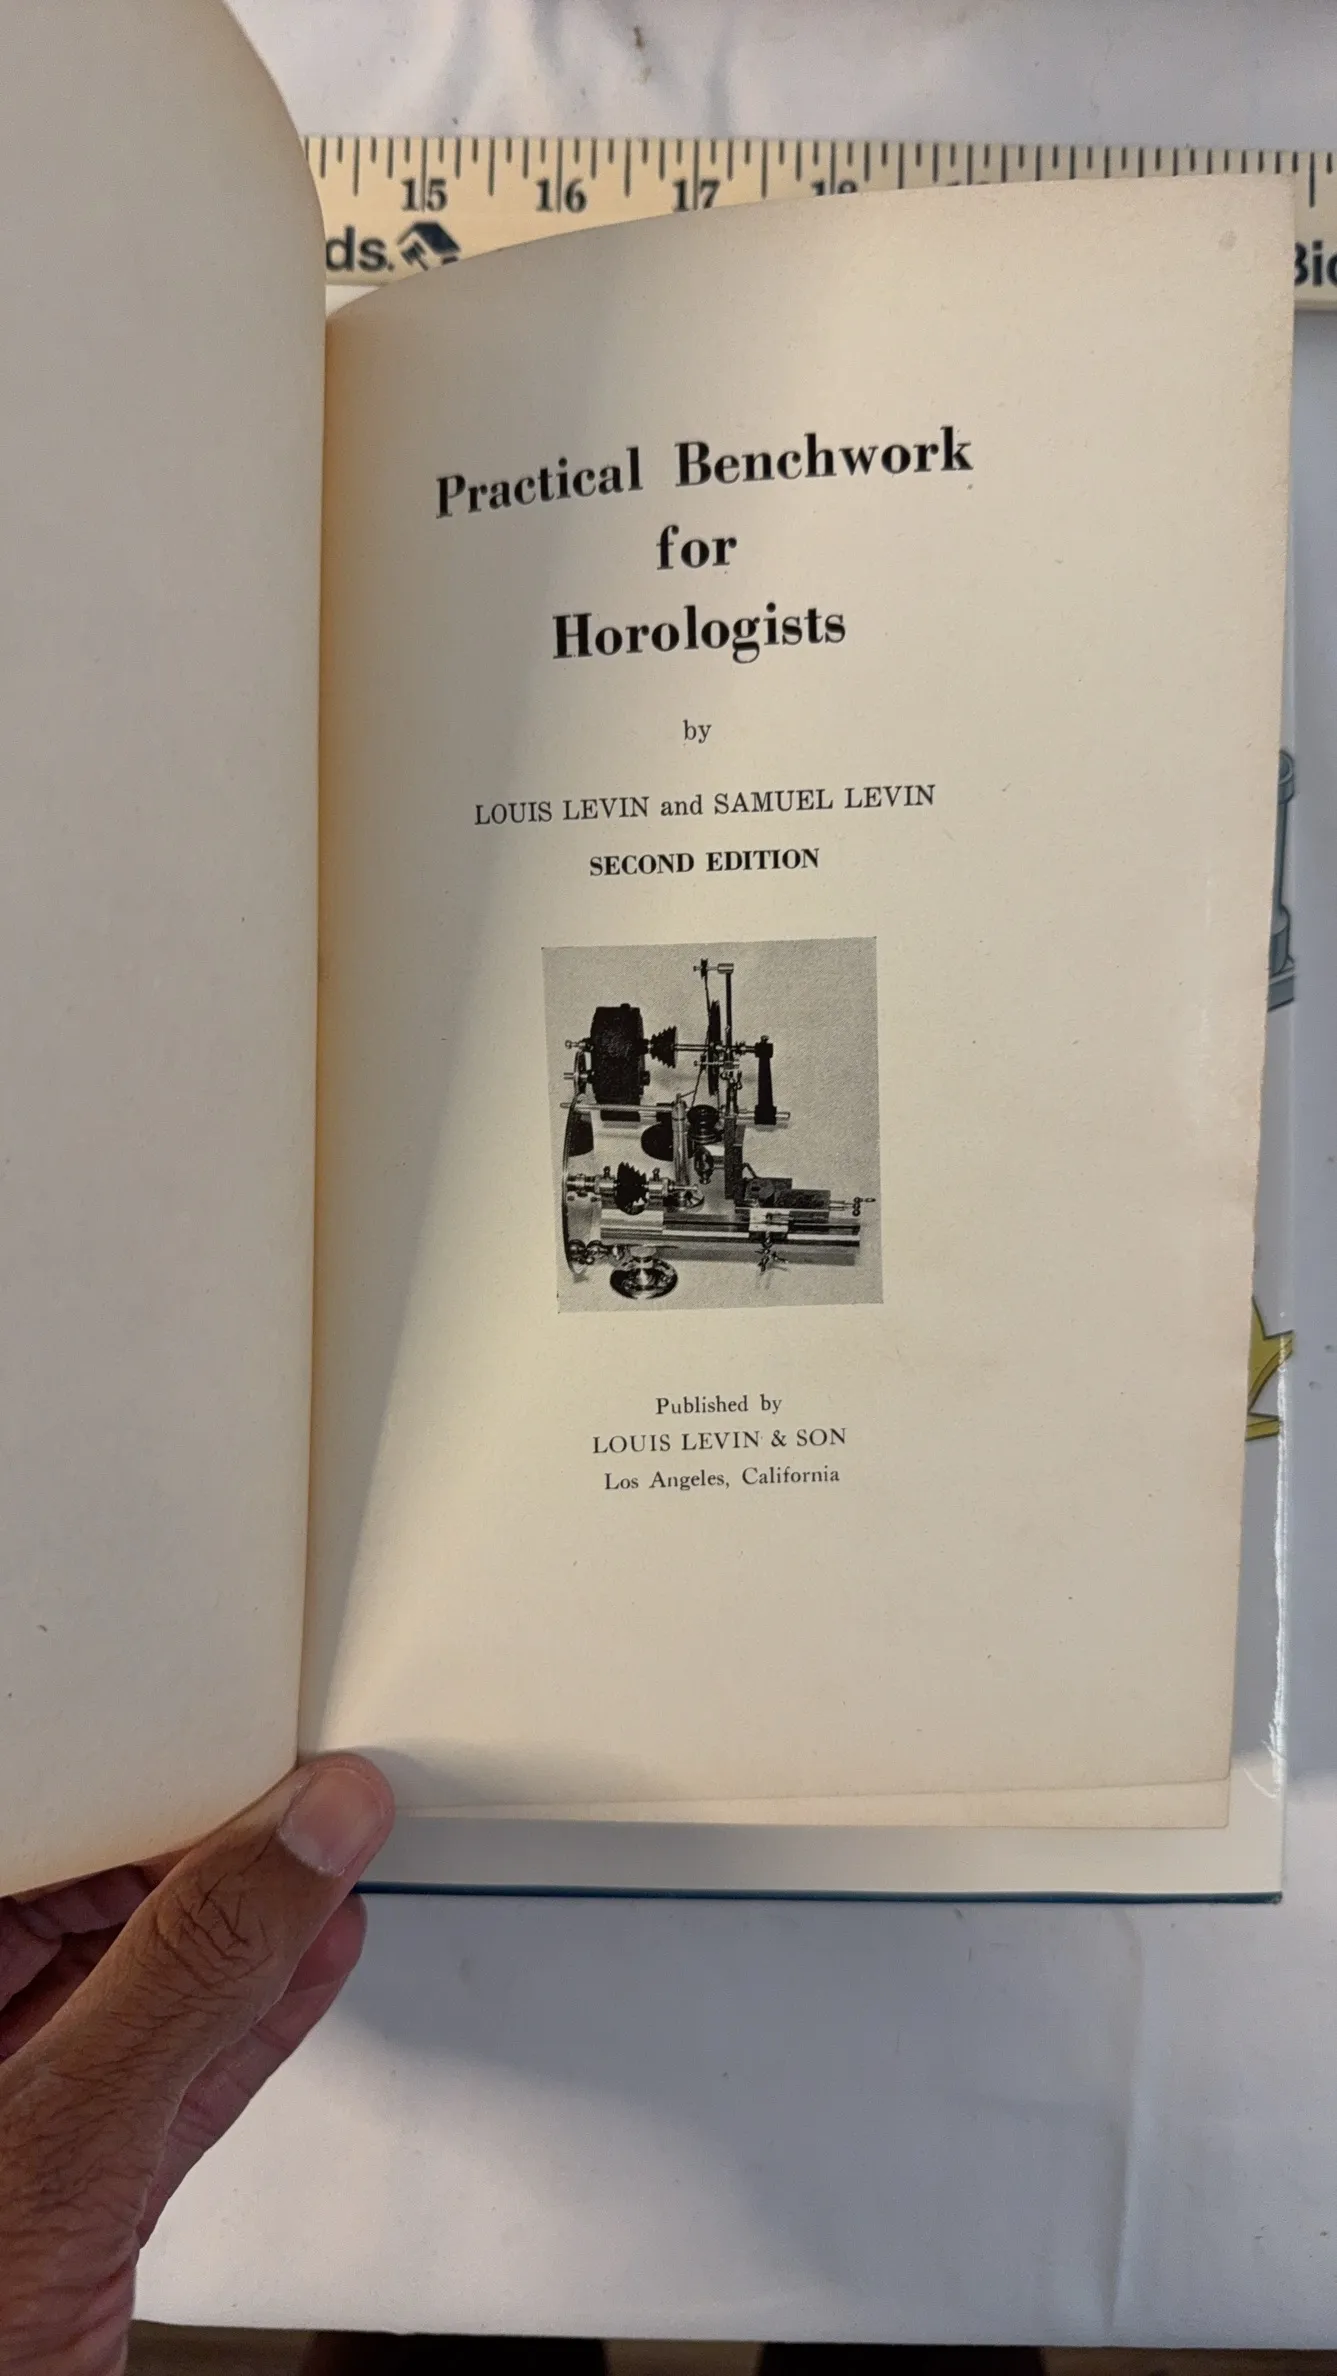 15 16 17 18
ds.
Practical Benchwork
for
Horologists
by
LOUIS LEVIN and SAMUEL LEVIN
SECOND EDITION
Published by
LOUIS LEVIN & SON
Los Angeles, California